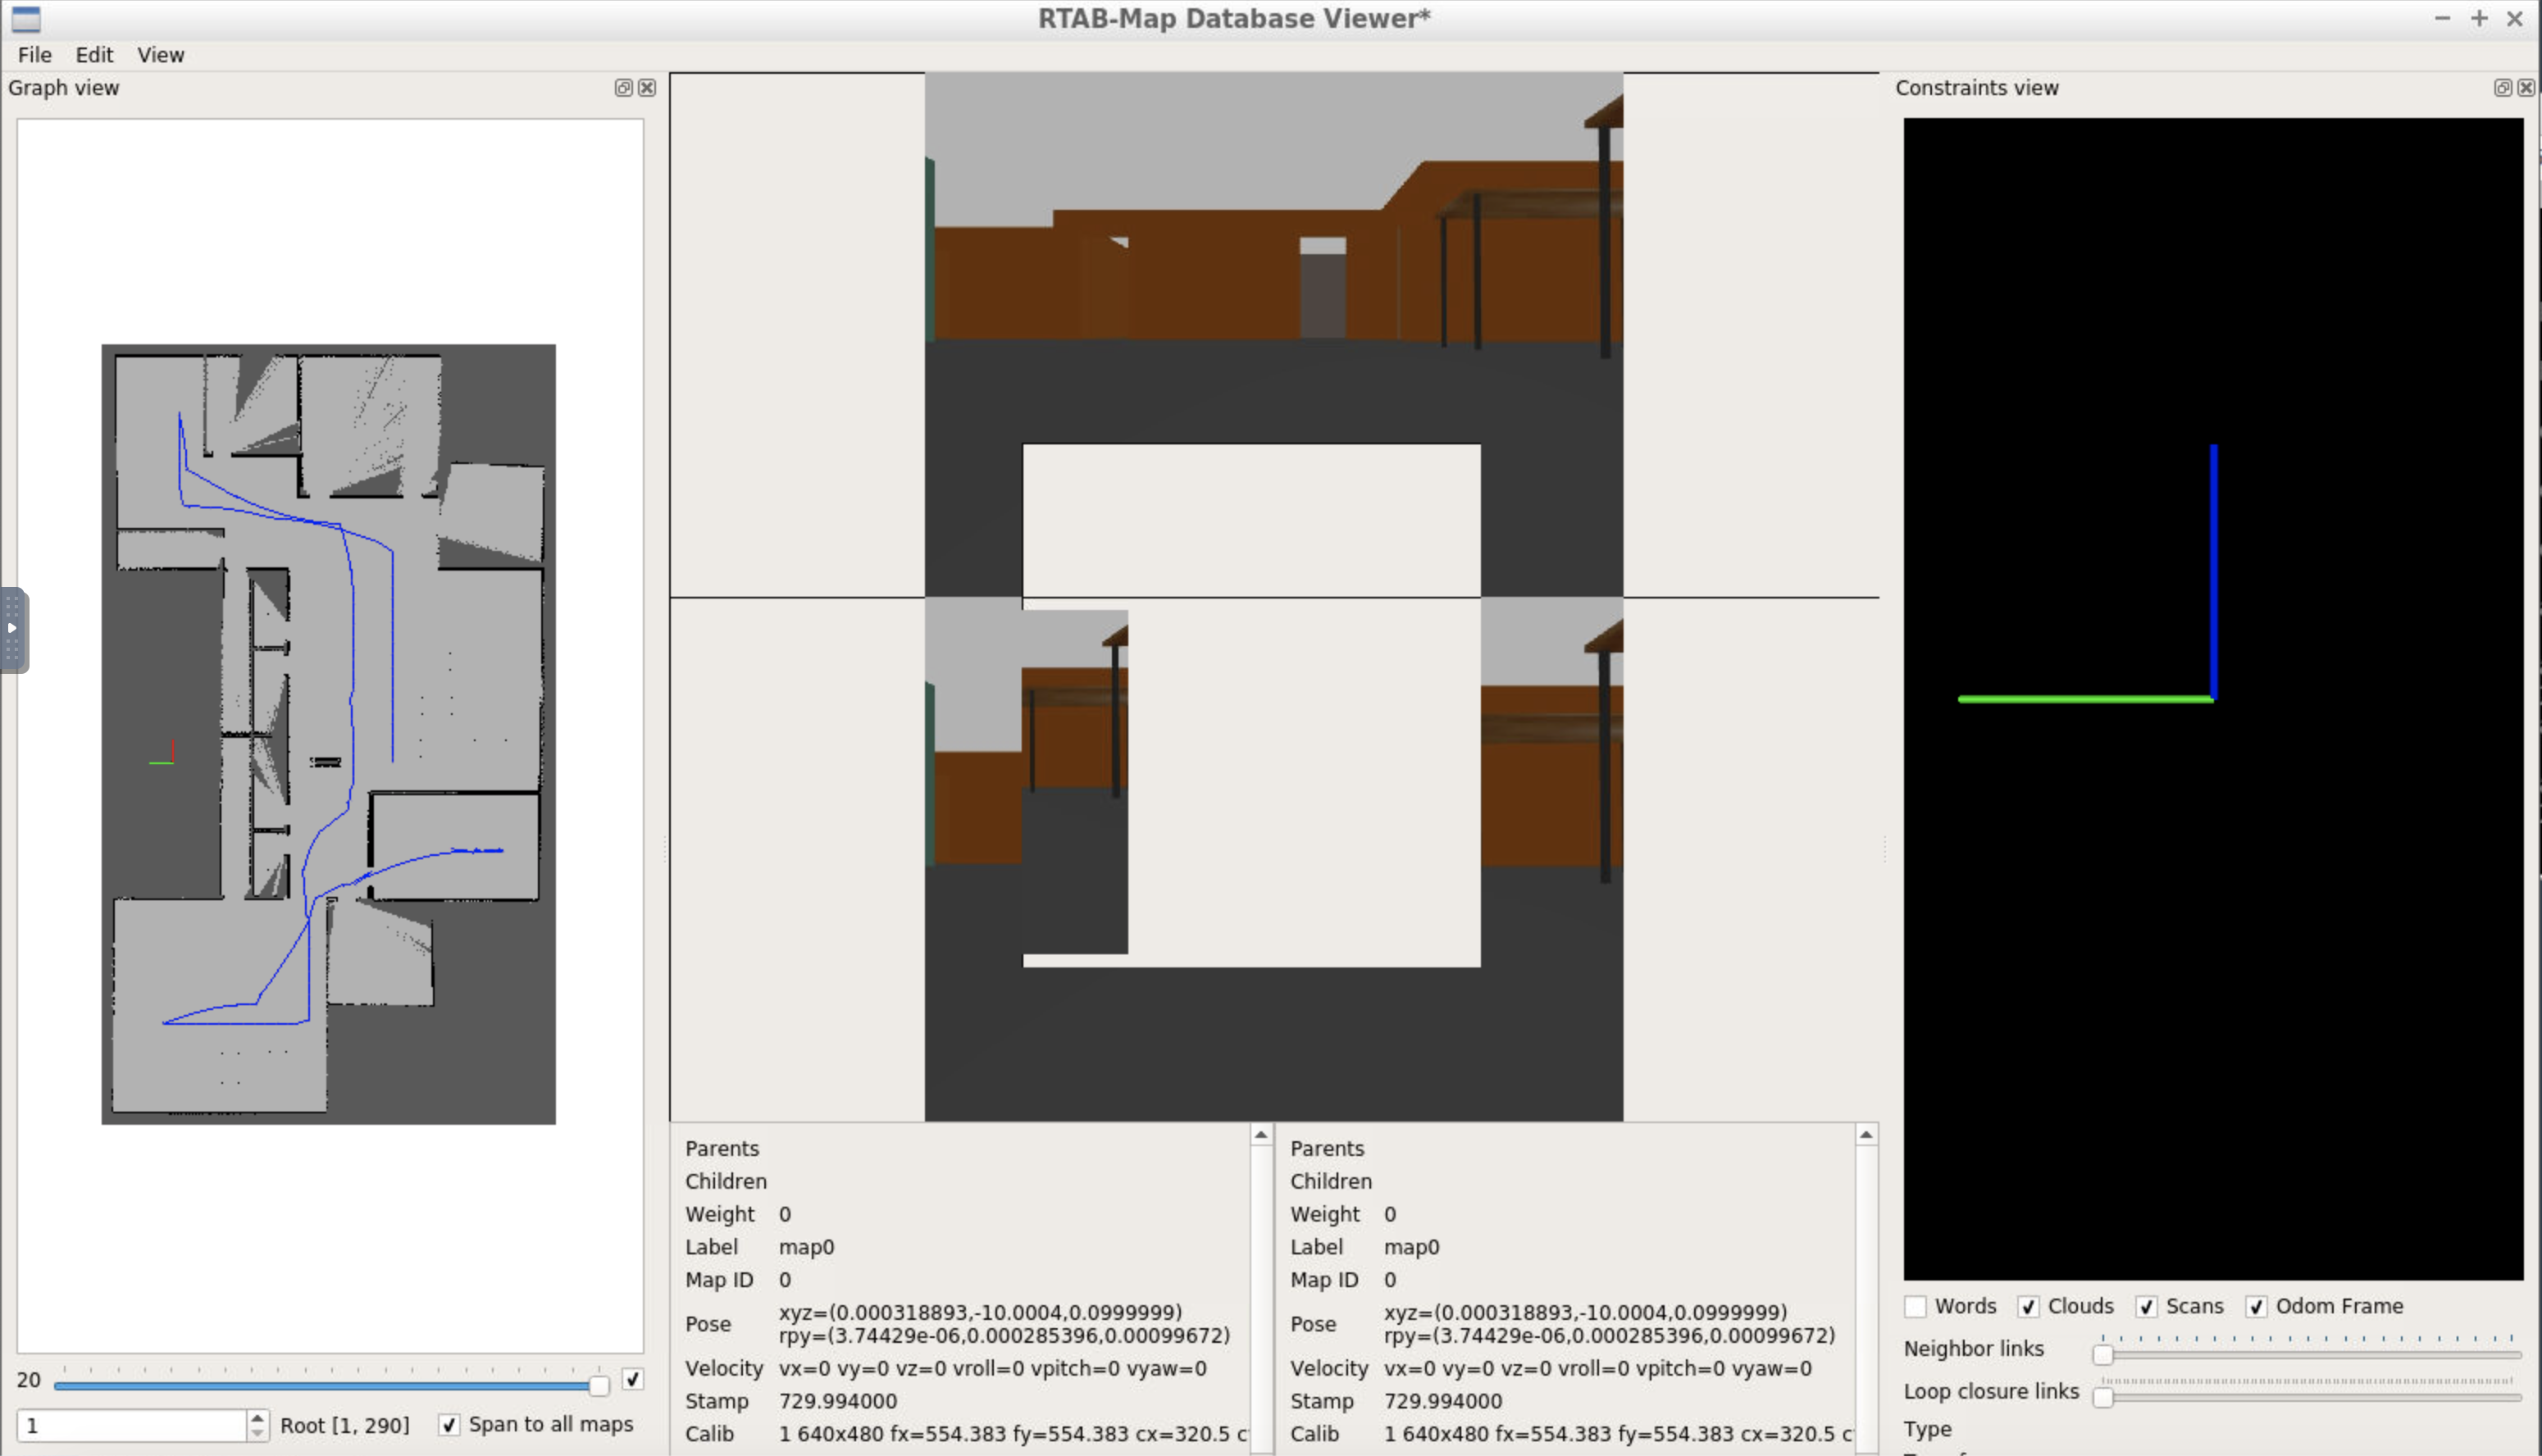 RTAB-Map Database Viewer*
File Edit View
Graph view
Constraints view
Parents
Children
Weight 0
Label map0
Map ID 0
Pose xyz=(0.000318893,-10.0004,0.0999999)
rpy=(3.74429e-06,0.000285396,0.00099672)
Velocity vx=0 vy=0 vz=0 vroll=0 vpitch=0 vyaw=0
Stamp 729.994000
Calib 1 640x480 fx=554.383 fy=554.383 cx=320.5 c
Parents
Children
Weight 0
Label map0
Map ID 0
Pose xyz=(0.000318893,-10.0004,0.0999999)
rpy=(3.74429e-06,0.000285396,0.00099672)
Velocity vx=0 vy=0 vz=0 vroll=0 vpitch=0 vyaw=0
Stamp 729.994000
Calib 1 640x480 fx=554.383 fy=554.383 cx=320.5 c
Words Clouds Scans Odom Frame
Neighbor links
Loop closure links
Type
20
1 Root [1, 290] Span to all maps